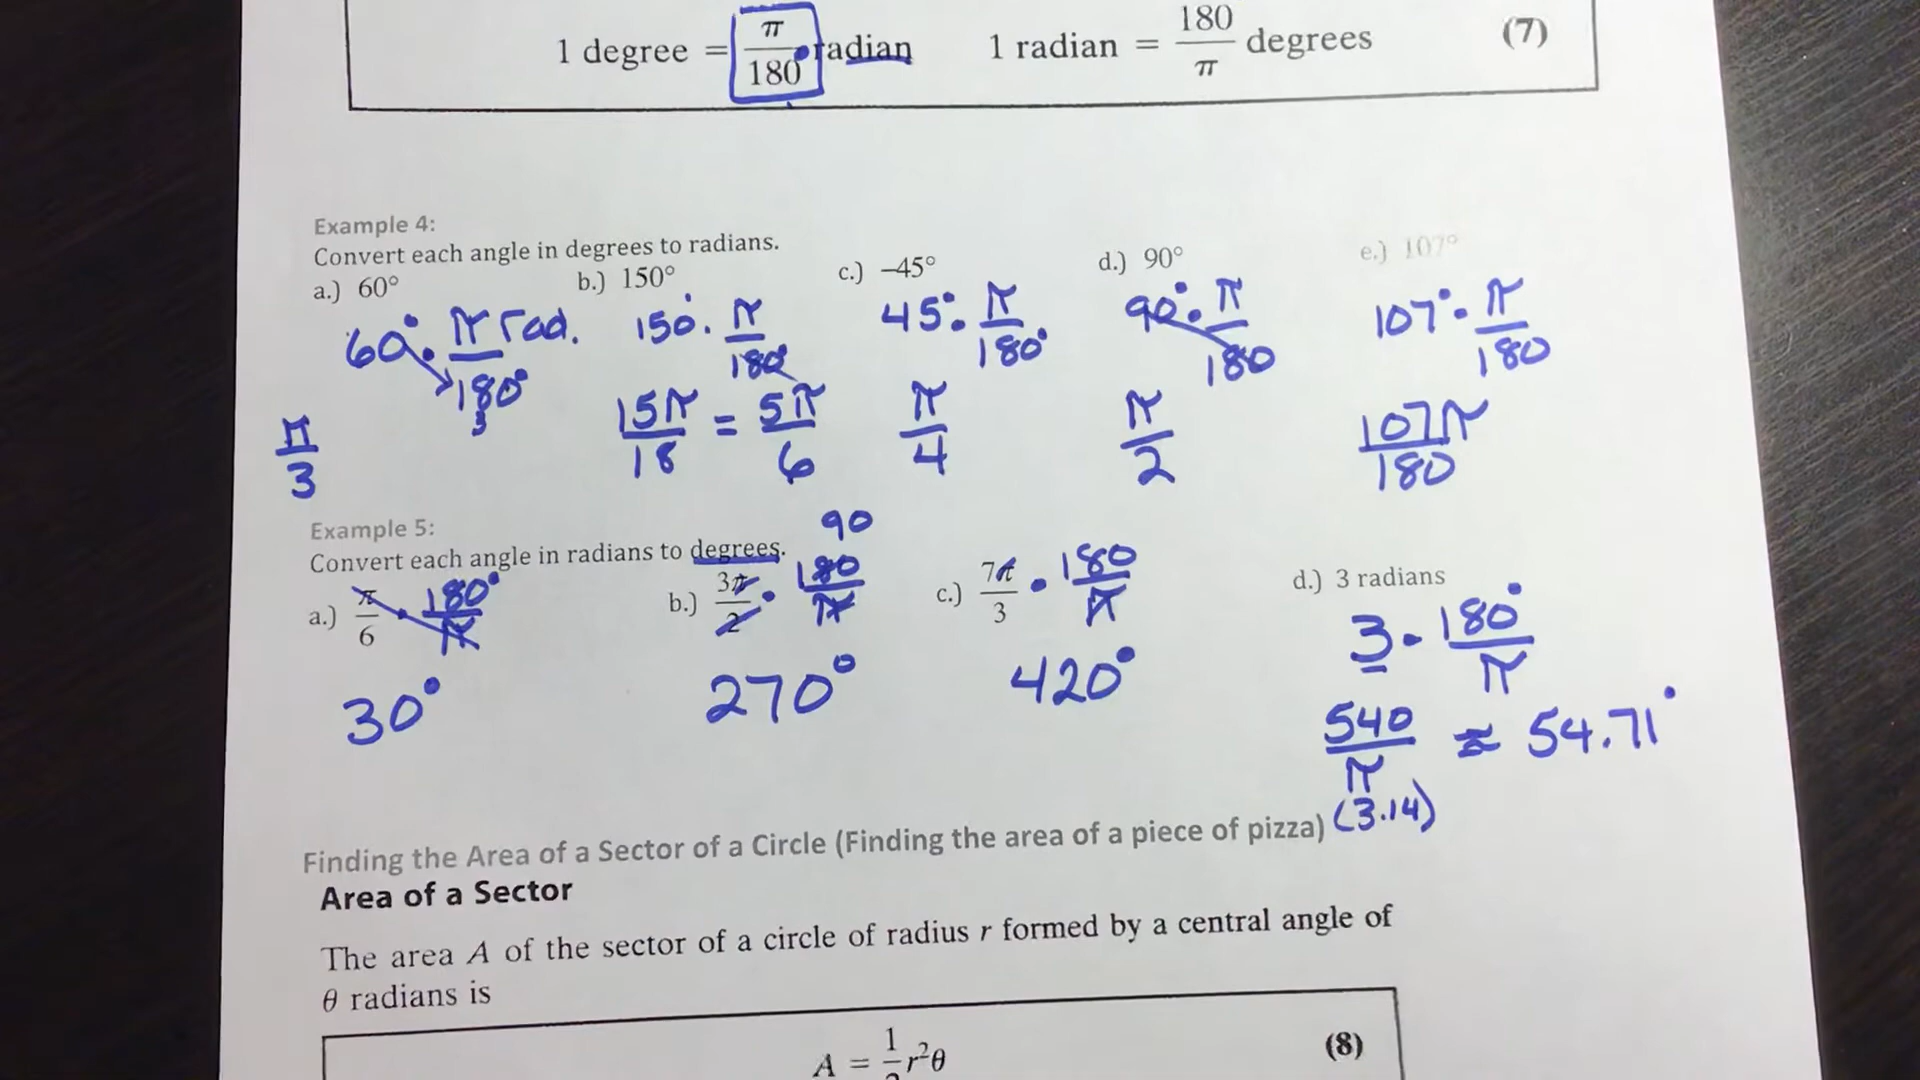 1 degree = π/180° radian 1 radian = 180/π degrees (7)
Example 4:
Convert each angle in degrees to radians.
a.) 60° b.) 150° c.) –45° d.) 90° e.) 107°
60° · π rad./180° 150° · π/180° 45° · π/180° 90° · π/180 107° · π/180
3
π/3 15π/18 = 5π/6 π/4 π/2 107π/180
Example 5:
Convert each angle in radians to degrees.
90
a.) π/6 · 180°/π b.) 3π/2 · 180/π c.) 7π/3 · 180/π d.) 3 radians
3 · 180°/π
30° 270° 420°
540/π ≈ 54.71°
(3.14)
Finding the Area of a Sector of a Circle (Finding the area of a piece of pizza)
Area of a Sector
The area A of the sector of a circle of radius r formed by a central angle of
θ radians is
A = 1/2 r²θ (8)